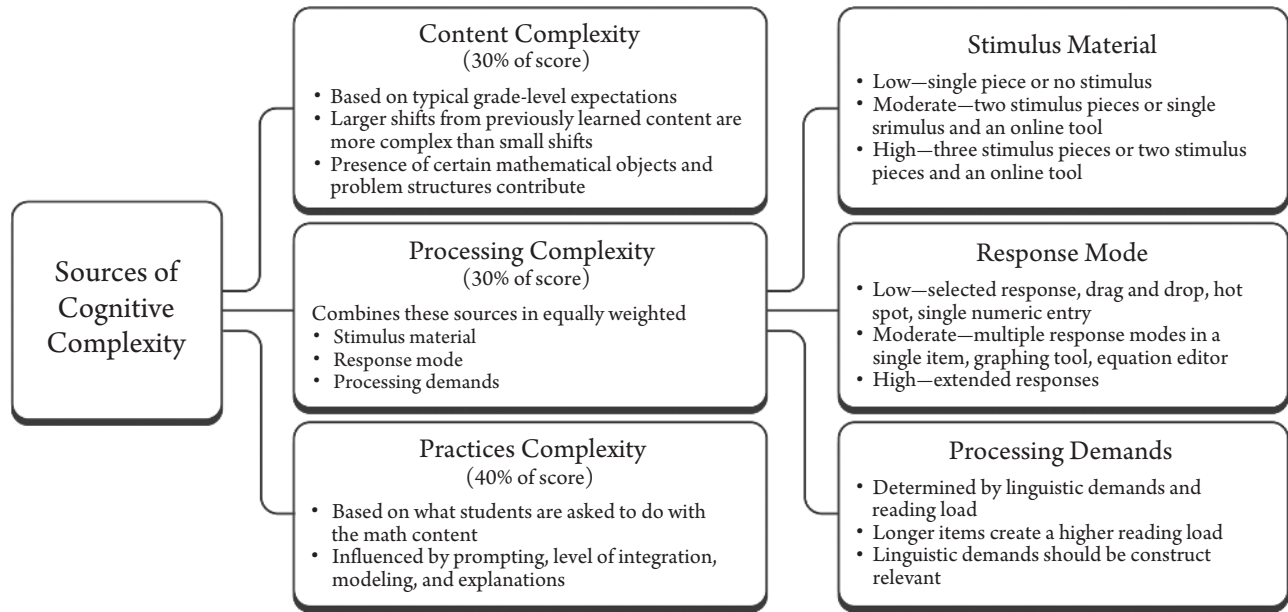 Sources of
Cognitive
Complexity
Content Complexity
(30% of score)
• Based on typical grade-level expectations
• Larger shifts from previously learned content are
more complex than small shifts
• Presence of certain mathematical objects and
problem structures contribute
Processing Complexity
(30% of score)
Combines these sources in equally weighted
• Stimulus material
• Response mode
• Processing demands
Practices Complexity
(40% of score)
• Based on what students are asked to do with
the math content
• Influenced by prompting, level of integration,
modeling, and explanations
Stimulus Material
• Low—single piece or no stimulus
• Moderate—two stimulus pieces or single
srimulus and an online tool
• High—three stimulus pieces or two stimulus
pieces and an online tool
Response Mode
• Low—selected response, drag and drop, hot
spot, single numeric entry
• Moderate—multiple response modes in
a single item, graphing tool, equation editor
• High—extended responses
Processing Demands
• Determined by linguistic demands and
reading load
• Longer items create a higher reading load
• Linguistic demands should be construct
relevant